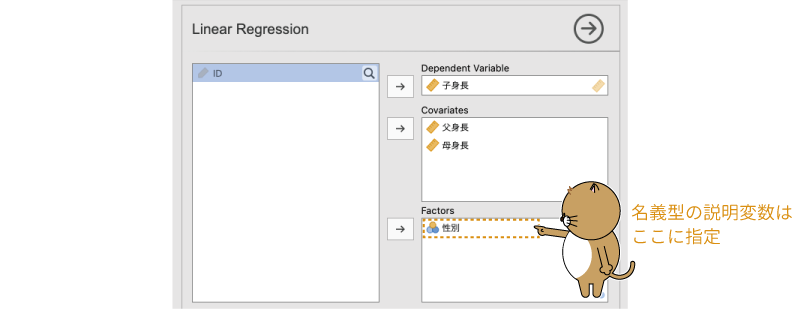 Linear Regression
ID
Dependent Variable
子身長
Covariates
父身長
母身長
Factors
性別
名義型の説明変数は
ここに指定